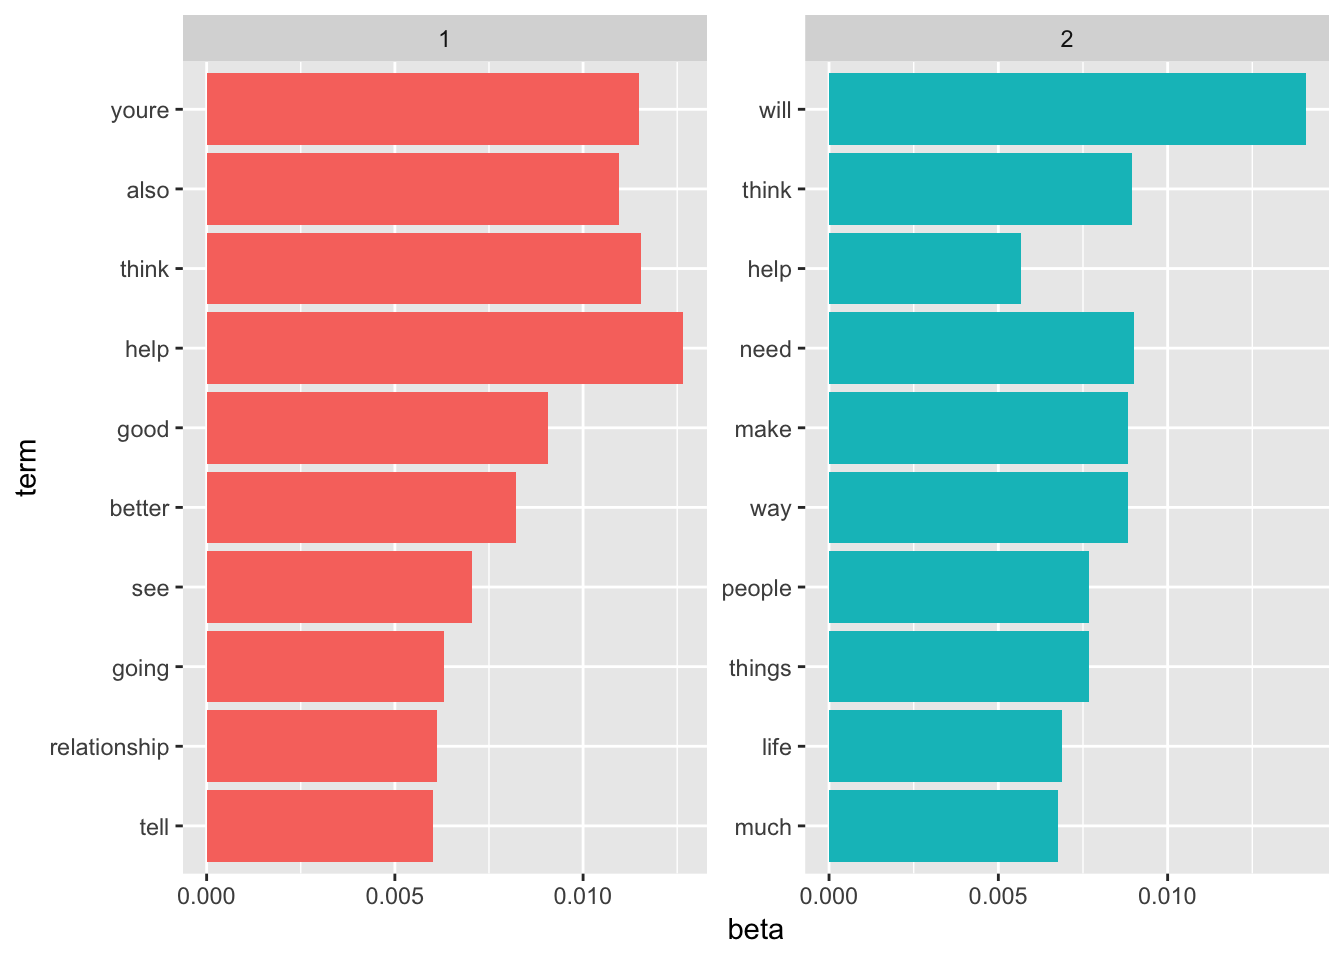 1
2
term
youre
also
think
help
good
better
see
going
relationship
tell
will
think
help
need
make
way
people
things
life
much
0.000 0.005 0.010
0.000 0.005 0.010
beta